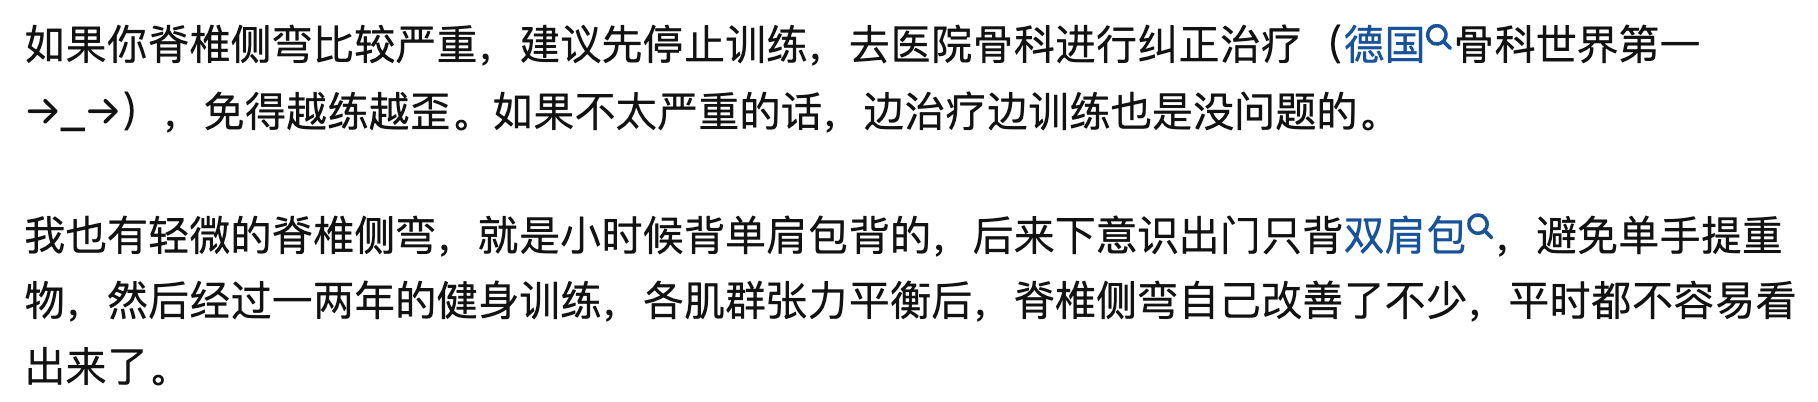 如果你脊椎侧弯比较严重，建议先停止训练，去医院骨科进行纠正治疗（德国骨科世界第一
→_→），免得越练越歪。如果不太严重的话，边治疗边训练也是没问题的。
我也有轻微的脊椎侧弯，就是小时候背单肩包背的，后来下意识出门只背双肩包，避免单手提重
物，然后经过一两年的健身训练，各肌群张力平衡后，脊椎侧弯自己改善了不少，平时都不容易看
出来了。